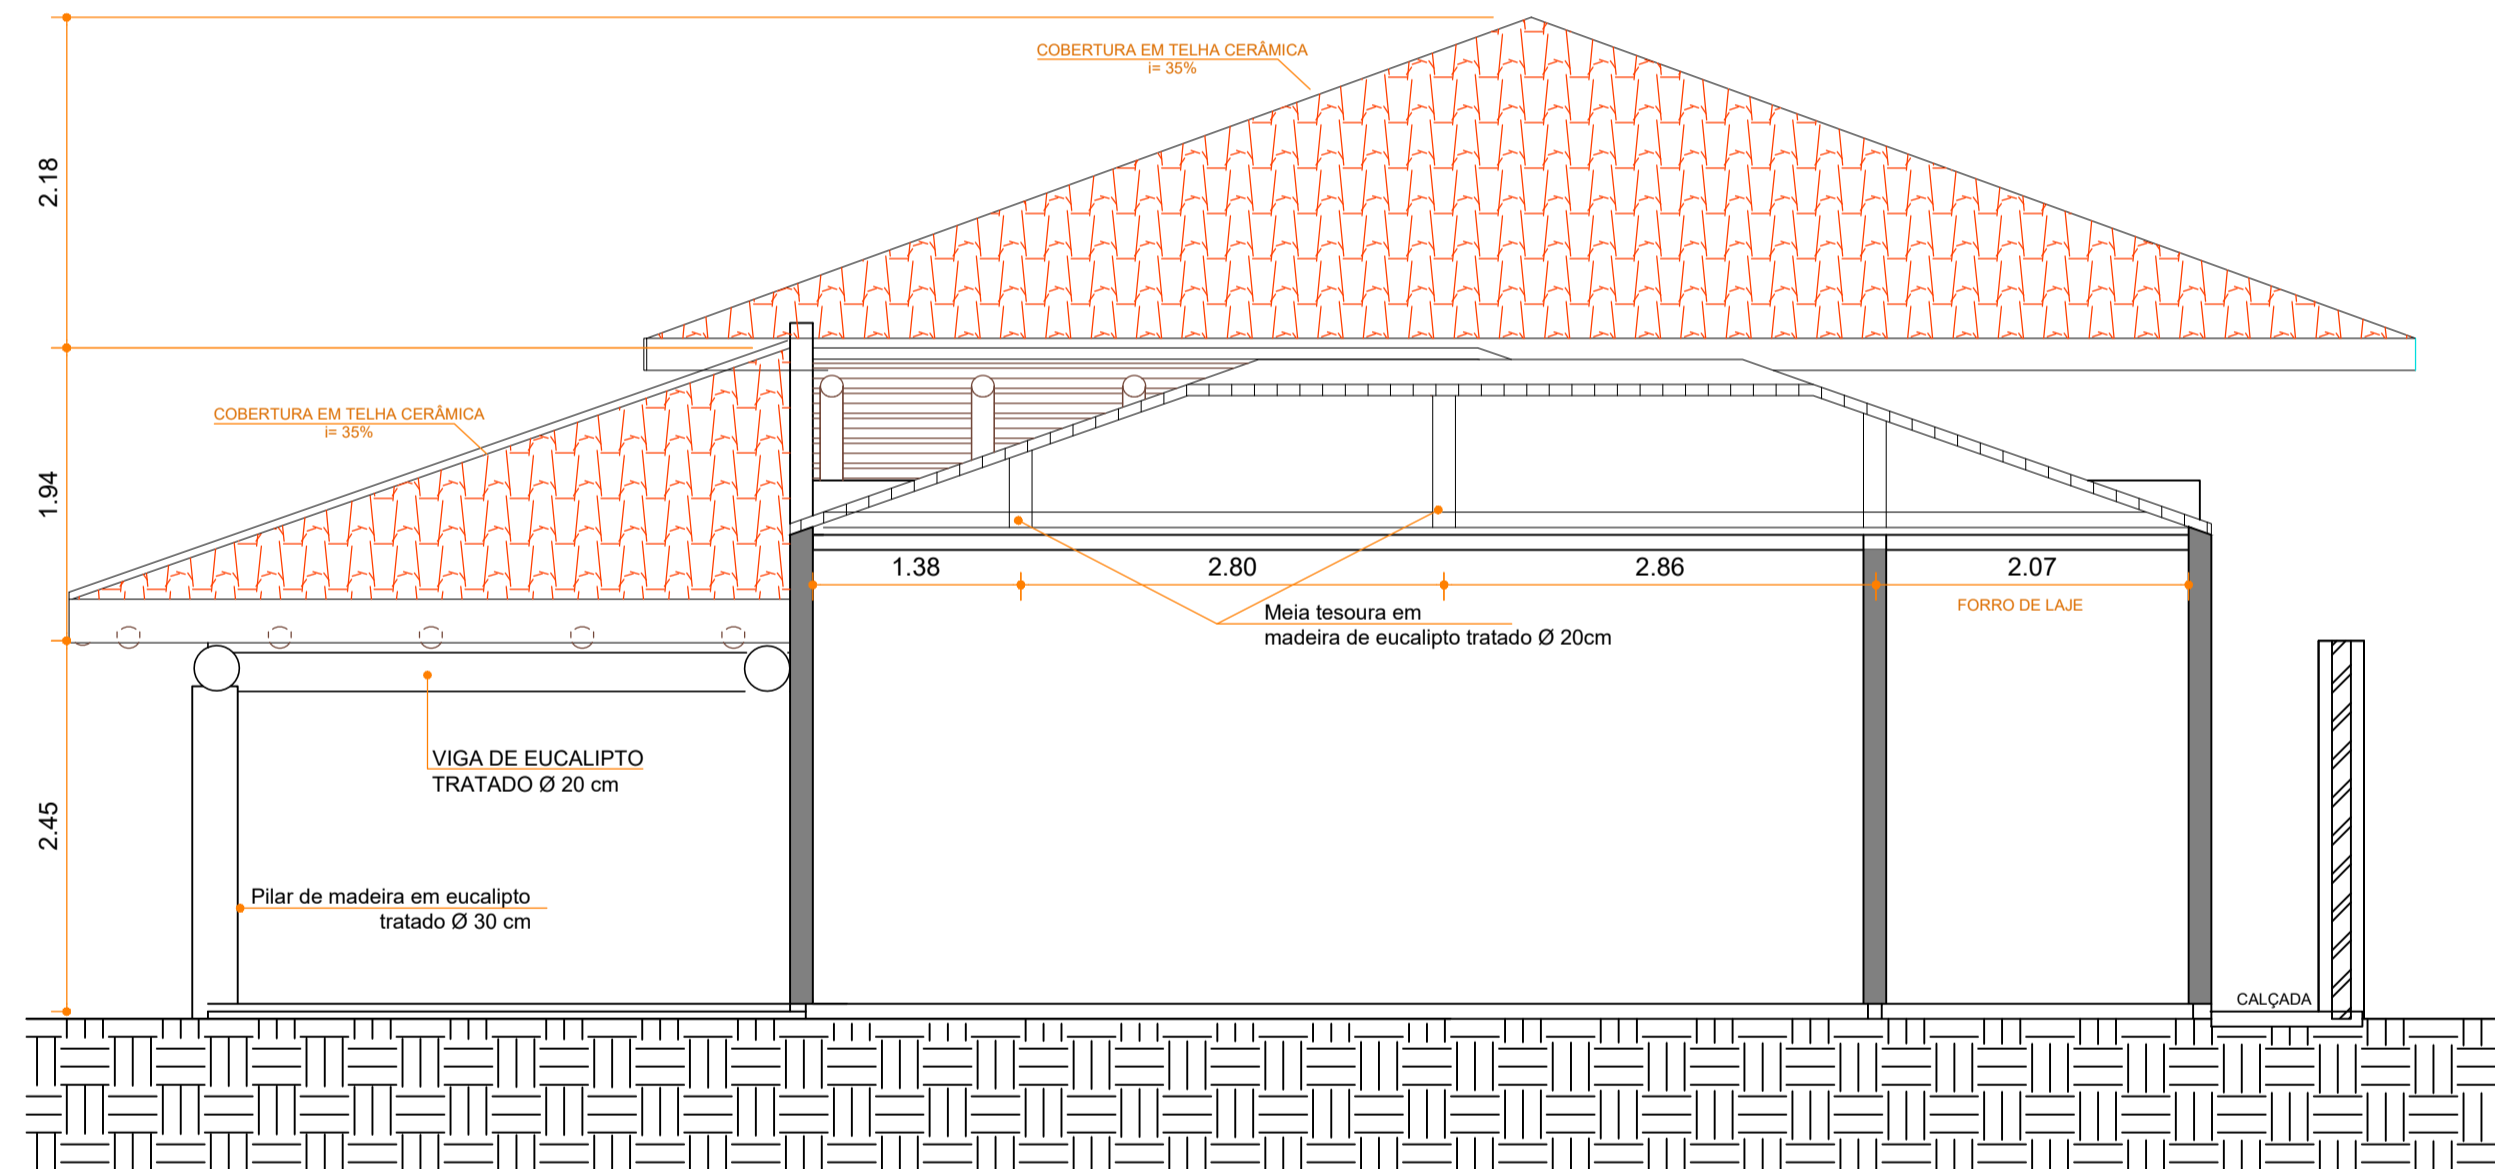 COBERTURA EM TELHA CERÂMICA
i= 35%
2.18
COBERTURA EM TELHA CERÂMICA
i= 35%
1.94
1.38
2.80
2.86
2.07
FORRO DE LAJE
Meia tesoura em
madeira de eucalipto tratado Ø 20cm
VIGA DE EUCALIPTO
TRATADO Ø 20 cm
2.45
Pilar de madeira em eucalipto
tratado Ø 30 cm
CALÇADA